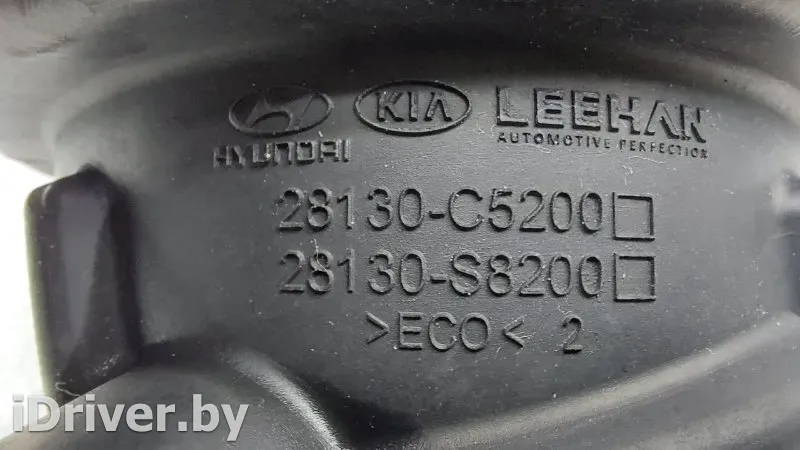 HYUNDAI
KIA
LEEHAN
AUTOMOTIVE PERFECTION
28130-C5200□
28130-S8200□
>ECO< 2
iDriver.by